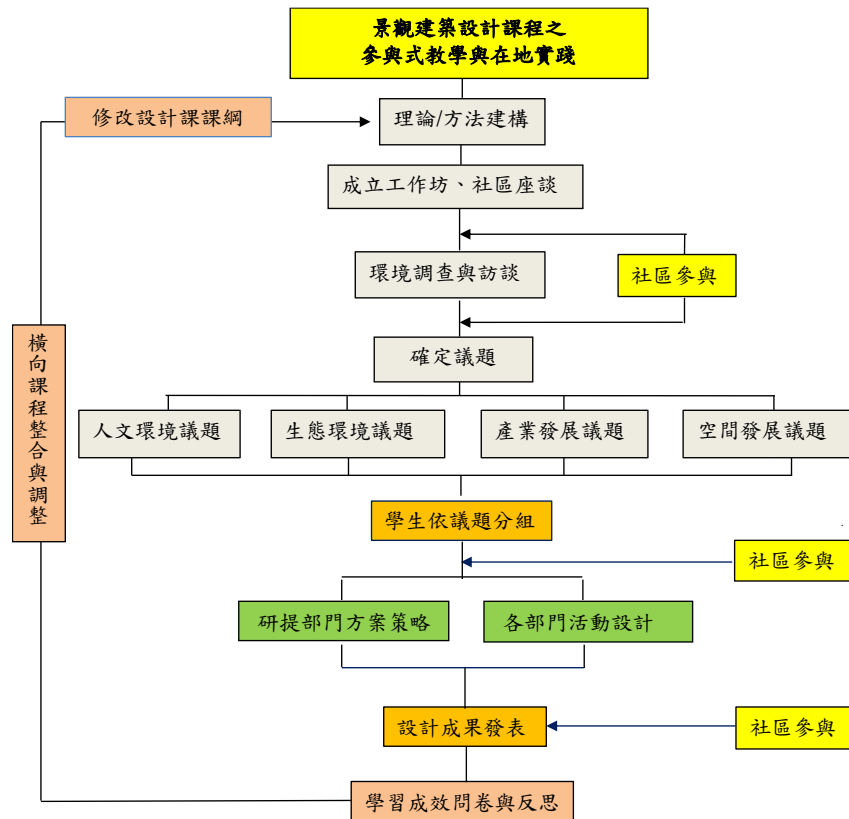 景觀建築設計課程之
參與式教學與在地實踐
修改設計課課綱
理論/方法建構
成立工作坊、社區座談
環境調查與訪談
社區參與
確定議題
橫向課程整合與調整
人文環境議題
生態環境議題
產業發展議題
空間發展議題
學生依議題分組
社區參與
研提部門方案策略
各部門活動設計
設計成果發表
社區參與
學習成效問卷與反思